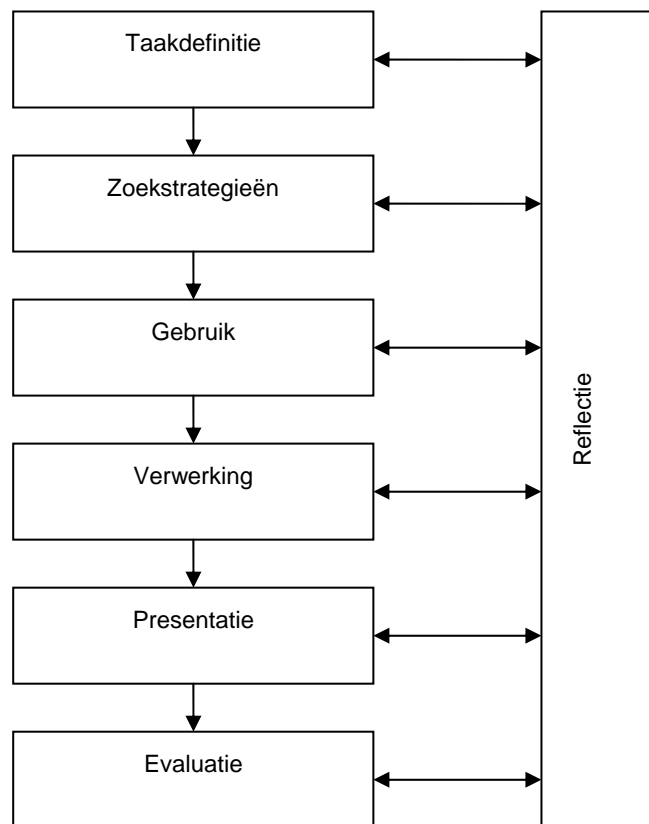 Taakdefinitie
Zoekstrategieën
Gebruik
Verwerking
Presentatie
Evaluatie
Reflectie